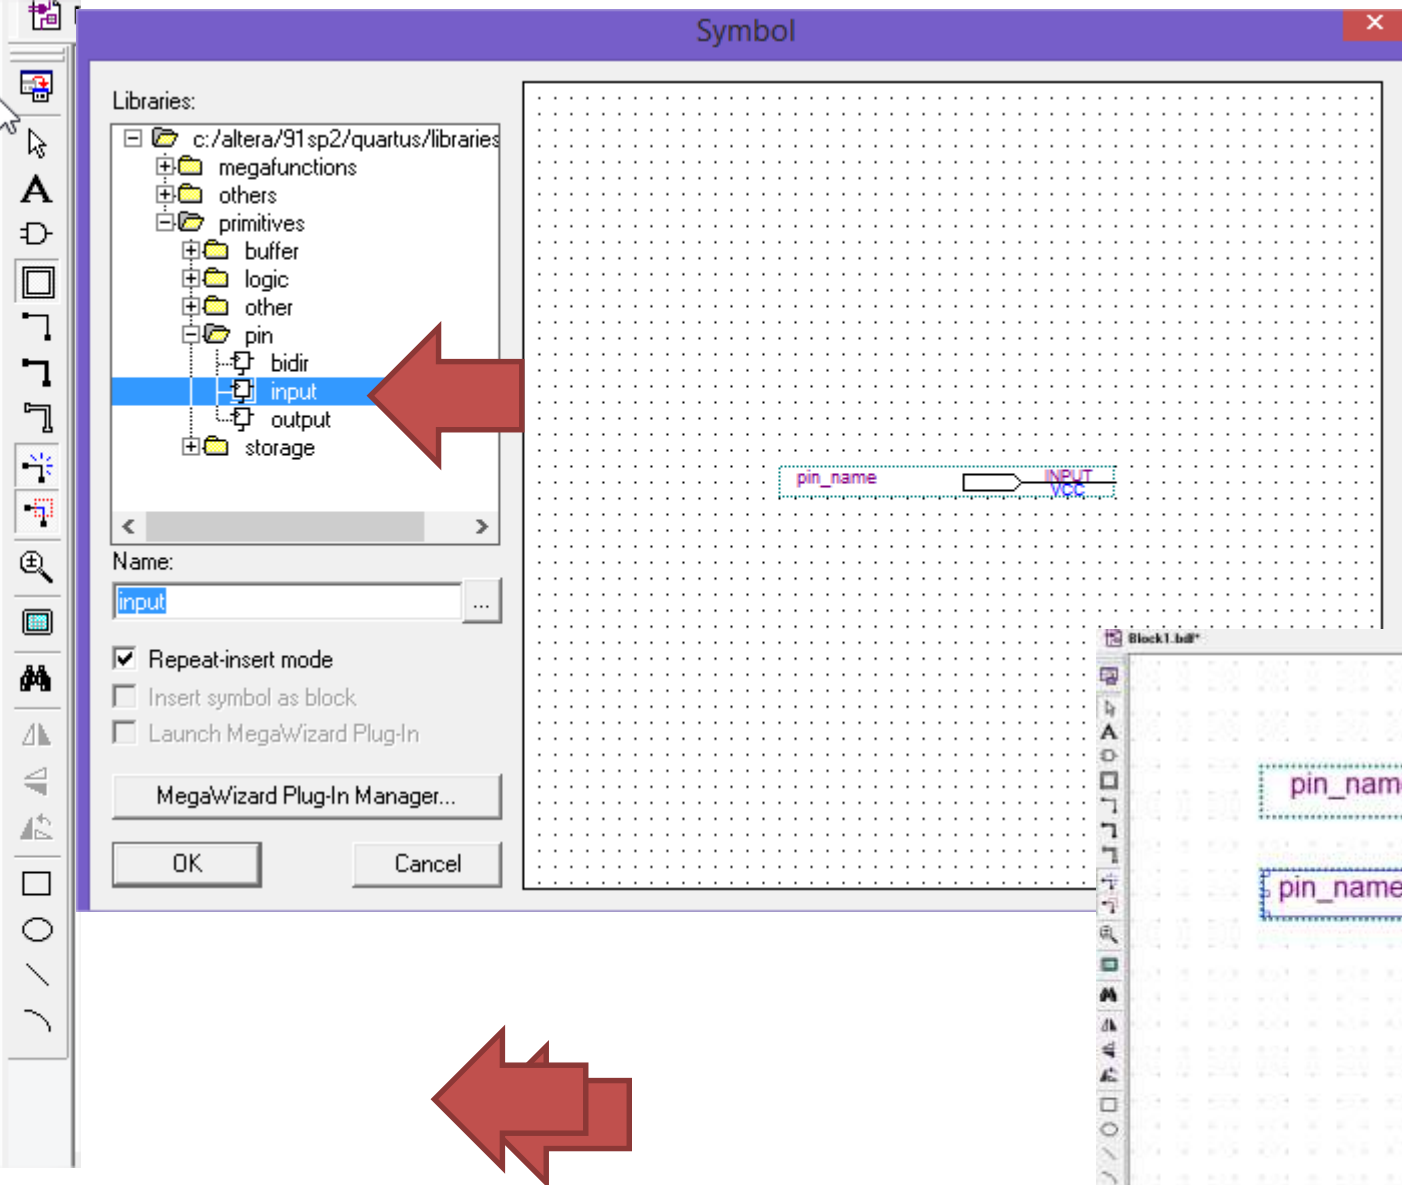 Symbol
Libraries:
c:/altera/91sp2/quartus/libraries
megafunctions
others
primitives
buffer
logic
other
pin
bidir
input
output
storage
Name:
input
...
Repeat-insert mode
Insert symbol as block
Launch MegaWizard Plug-In
MegaWizard Plug-In Manager...
OK
Cancel
pin_name
INPUT
VCC
Block1.bdf*
pin_nam
pin_name